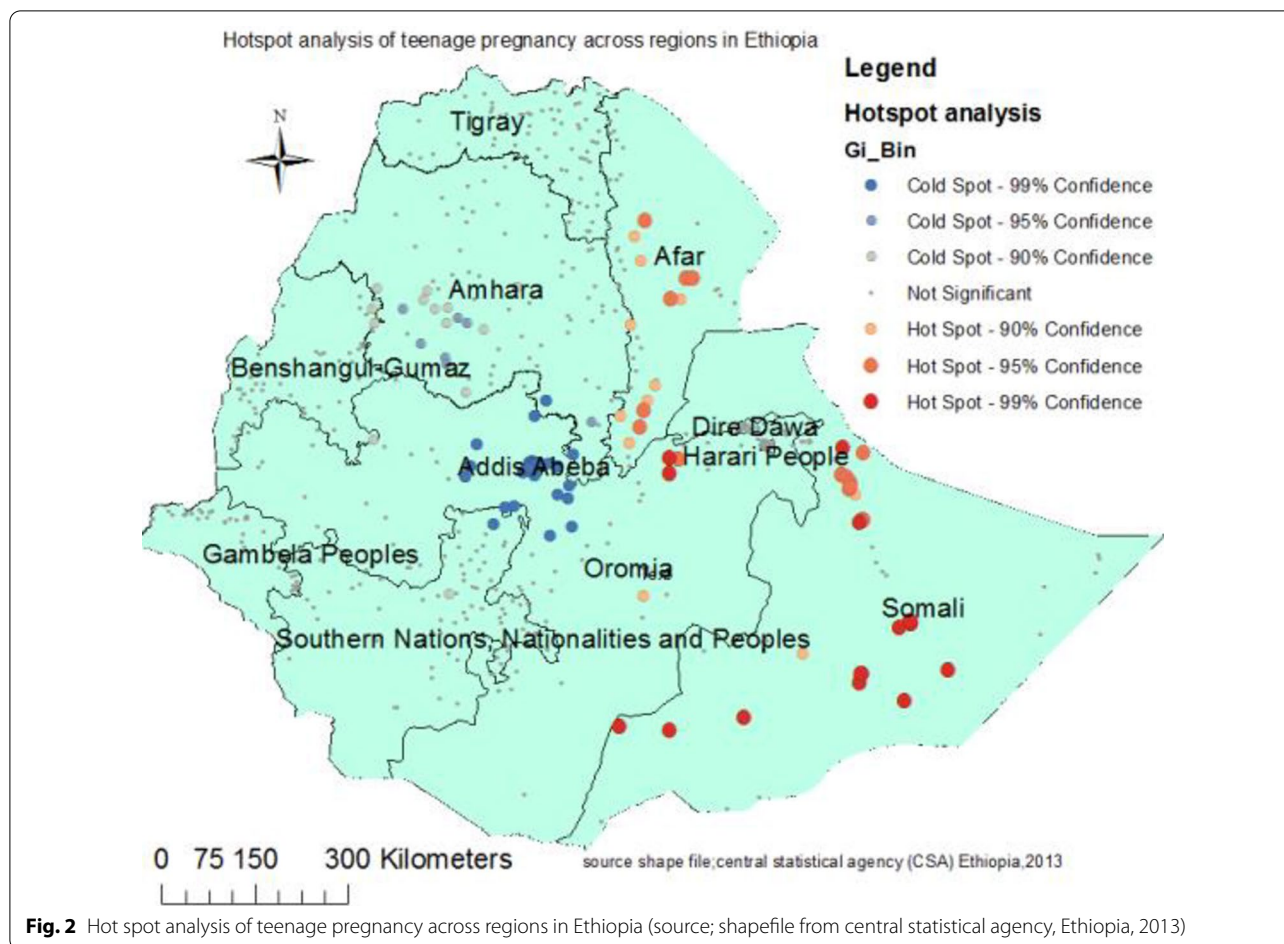 Hotspot analysis of teenage pregnancy across regions in Ethiopia
Legend
Hotspot analysis
Gi_Bin
Cold Spot - 99% Confidence
Cold Spot - 95% Confidence
Cold Spot - 90% Confidence
Not Significant
Hot Spot - 90% Confidence
Hot Spot - 95% Confidence
Hot Spot - 99% Confidence
N
Tigray
Afar
Amhara
Benshangul-Gumaz
Dire Dawa
Harari People
Addis Abeba
Gambela Peoples
Oromia
Somali
Southern Nations, Nationalities and Peoples
0 75 150 300 Kilometers
source shape file;central statistical agency (CSA) Ethiopia,2013
Fig. 2 Hot spot analysis of teenage pregnancy across regions in Ethiopia (source; shapefile from central statistical agency, Ethiopia, 2013)